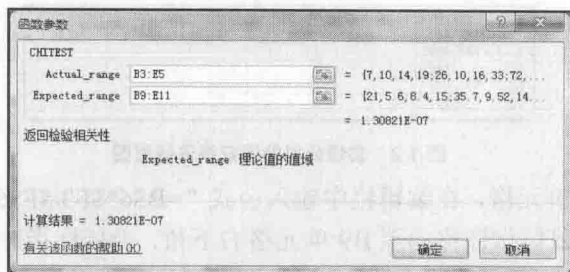 函数参数
CHITEST
Actual_range B3:E5 = {7,10,14,19;26,10,16,33;72,...
Expected_range B9:E11 = {21,5.6,8.4,15;35.7,9.52,14...
= 1.30821E-07
返回检验相关性
Expected_range 理论值的值域
计算结果 = 1.30821E-07
有关该函数的帮助(H)
确定
取消